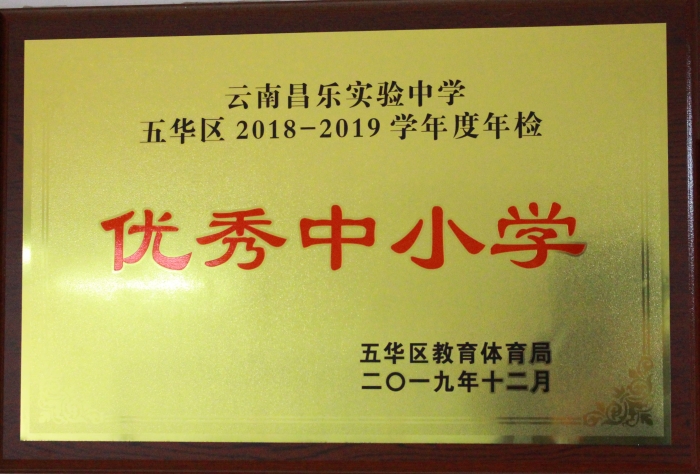 云南昌乐实验中学
五华区 2018-2019 学年度年检
优秀中小学
五华区教育体育局
二〇一九年十二月